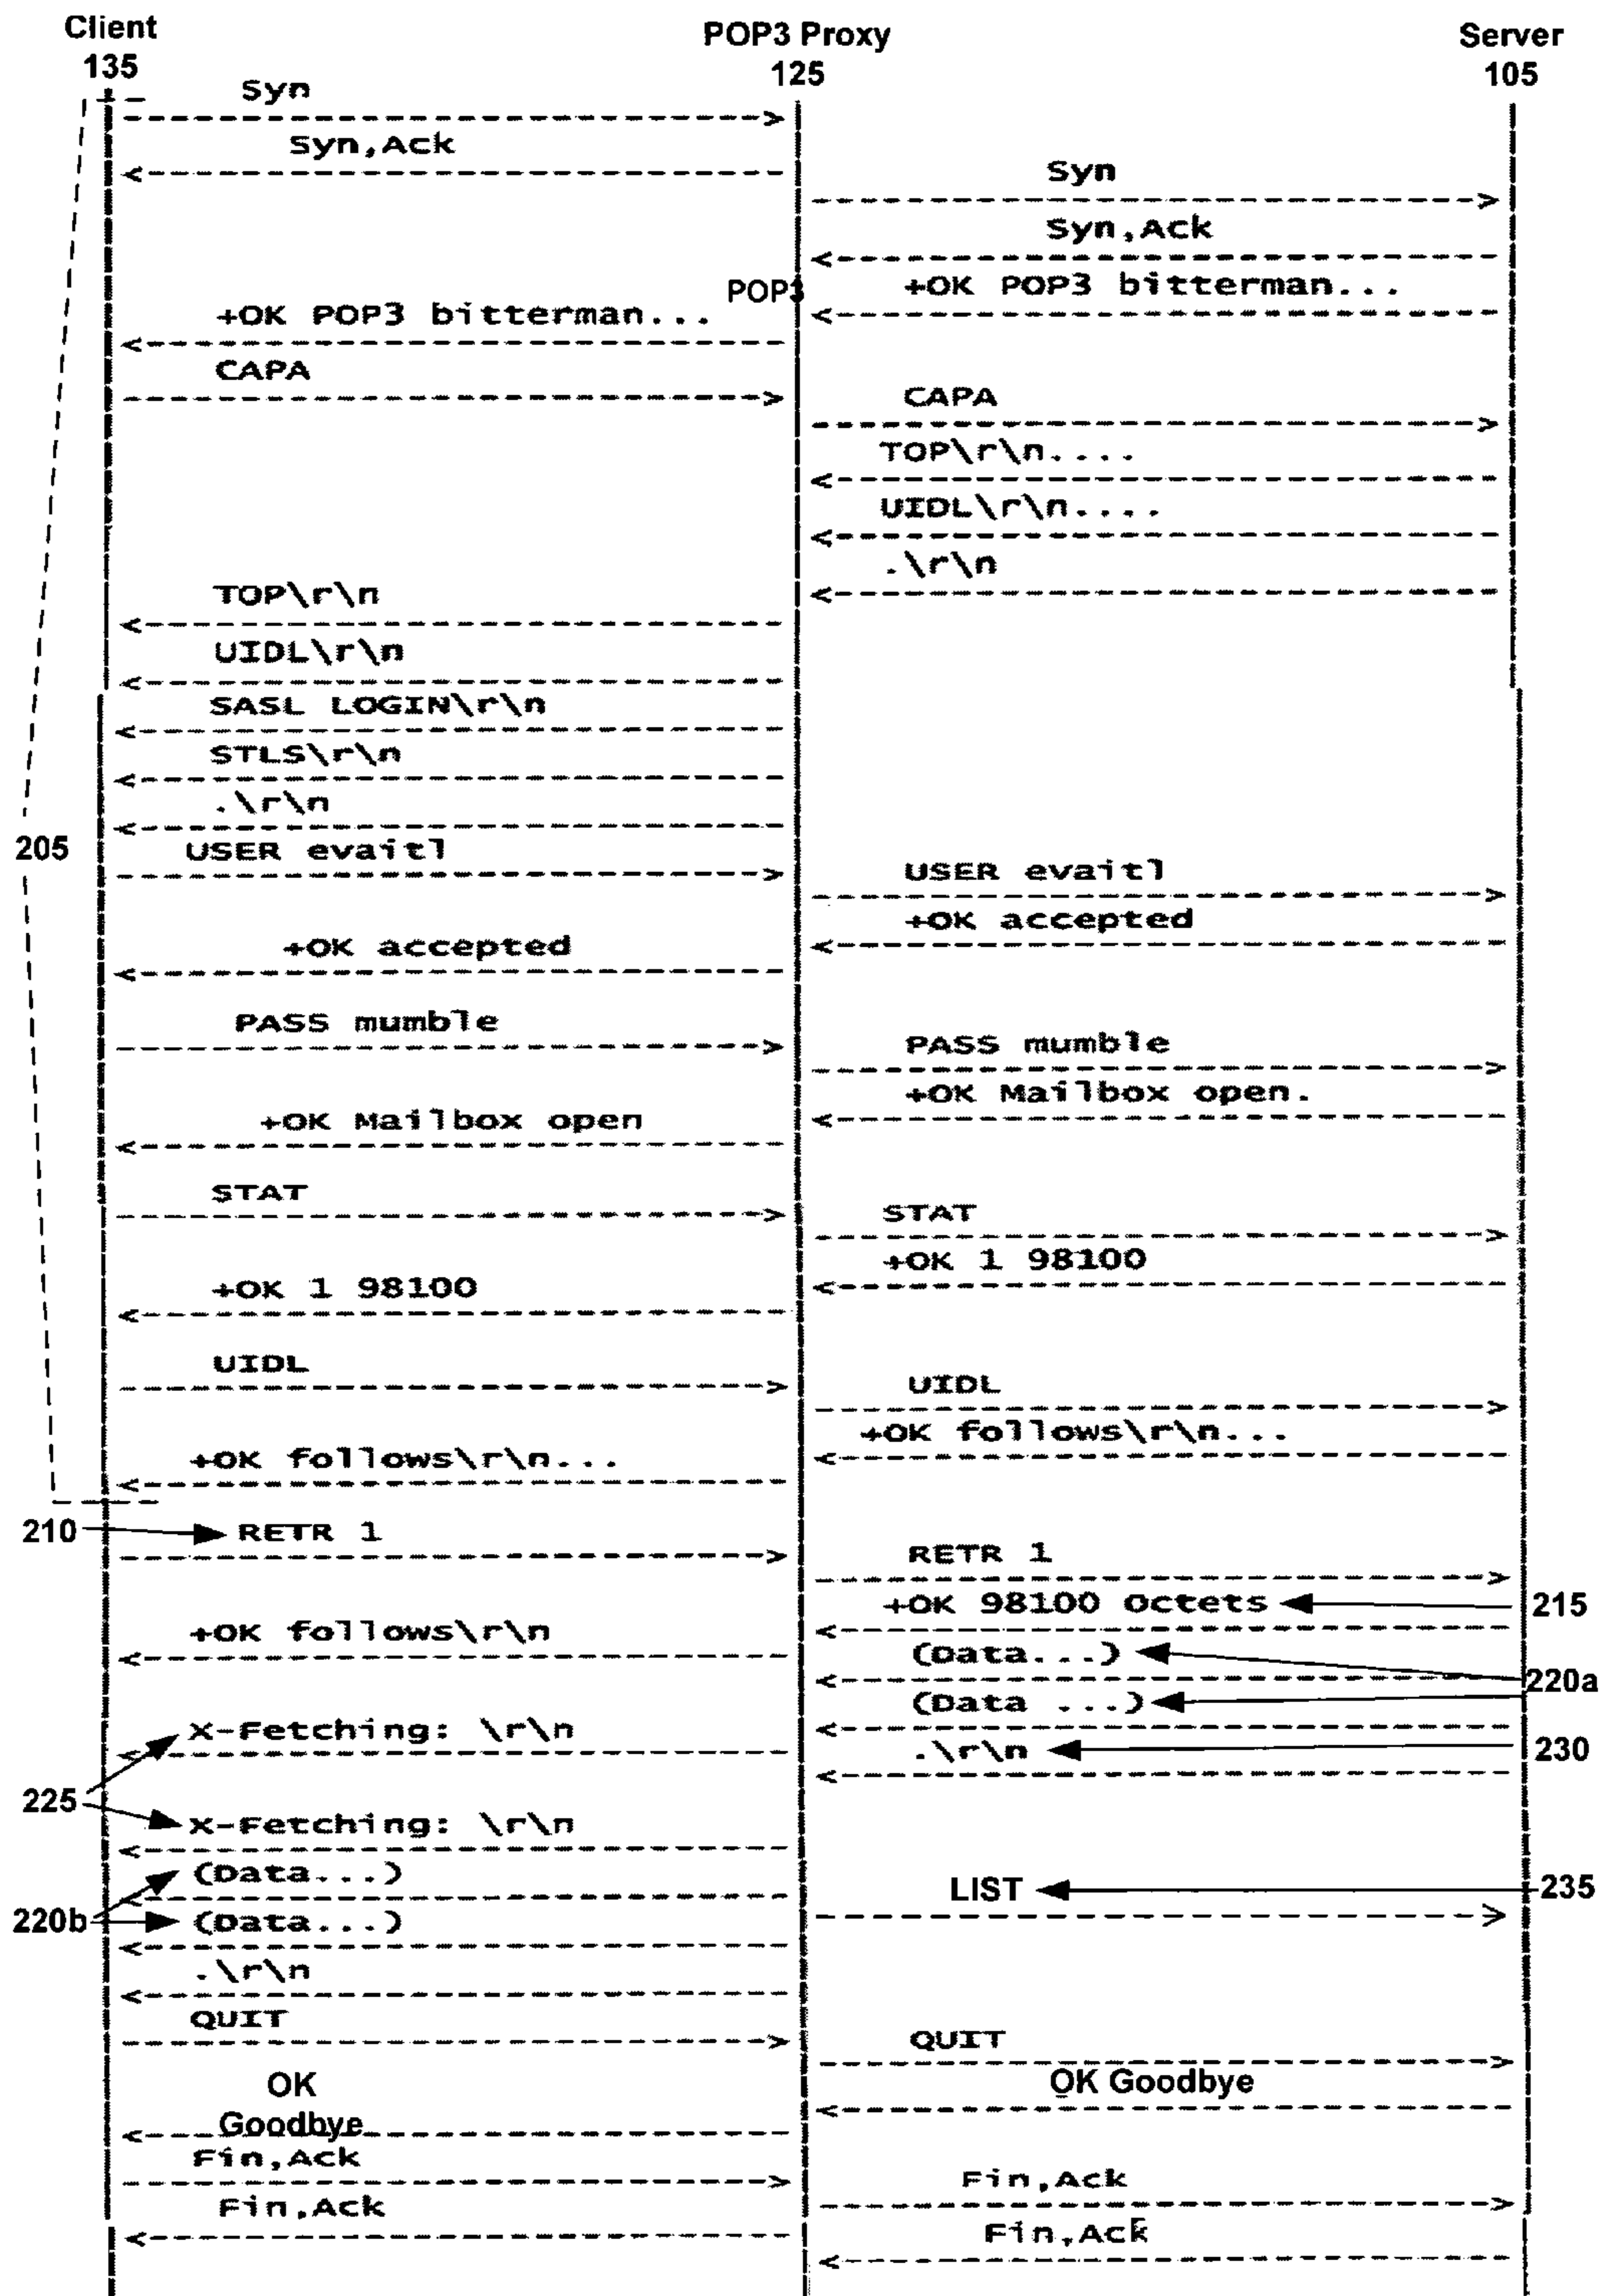 Client
135
POP3 Proxy
125
Server
105
Syn
Syn,Ack
Syn
Syn,Ack
POP3
+OK POP3 bitterman...
+OK POP3 bitterman...
CAPA
CAPA
TOP\r\n....
UIDL\r\n....
.\r\n
TOP\r\n
UIDL\r\n
SASL LOGIN\r\n
STLS\r\n
.\r\n
205
USER evaitl
USER evaitl
+OK accepted
+OK accepted
PASS mumble
PASS mumble
+OK Mailbox open.
+OK Mailbox open
STAT
STAT
+OK 1 98100
+OK 1 98100
UIDL
UIDL
+OK follows\r\n...
+OK follows\r\n...
210
RETR 1
RETR 1
+OK 98100 Octets
215
+OK follows\r\n
(Data...)
220a
(Data ...)
X-Fetching: \r\n
.\r\n
230
225
X-Fetching: \r\n
(Data...)
LIST
235
220b
(Data...)
.\r\n
QUIT
QUIT
OK
OK Goodbye
Goodbye
Fin,Ack
Fin,Ack
Fin,Ack
Fin,Ack